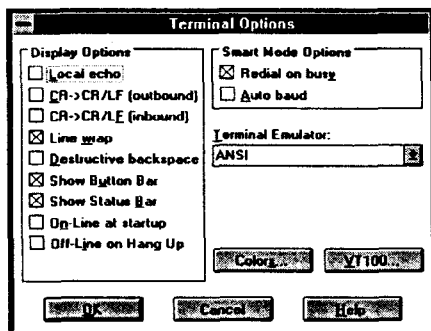 Terminal Options
Display Options
Local echo
CR->CR/LF (outbound)
CR->CR/LF (inbound)
Line wrap
Destructive backspace
Show Button Bar
Show Status Bar
On-Line at startup
Off-Line on Hang Up
Smart Mode Options
Redial on busy
Auto baud
Terminal Emulator:
ANSI
Colors...
VT100...
OK
Cancel
Help